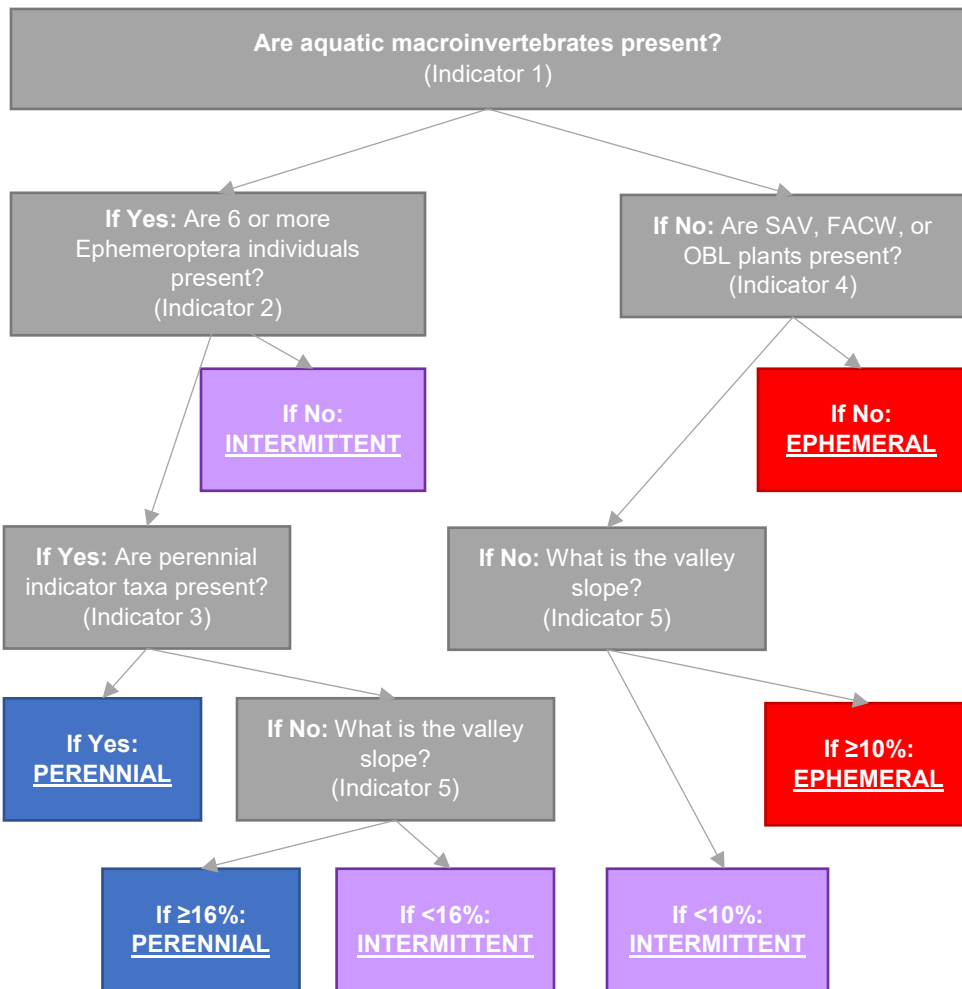 Are aquatic macroinvertebrates present?
(Indicator 1)
If Yes: Are 6 or more
Ephemeroptera individuals
present?
(Indicator 2)
If No: Are SAV, FACW, or
OBL plants present?
(Indicator 4)
If No:
INTERMITTENT
If No:
EPHEMERAL
If Yes: Are perennial
indicator taxa present?
(Indicator 3)
If No: What is the valley
slope?
(Indicator 5)
If Yes:
PERENNIAL
If No: What is the valley
slope?
(Indicator 5)
If ≥10%:
EPHEMERAL
If ≥16%:
PERENNIAL
If <16%:
INTERMITTENT
If <10%:
INTERMITTENT